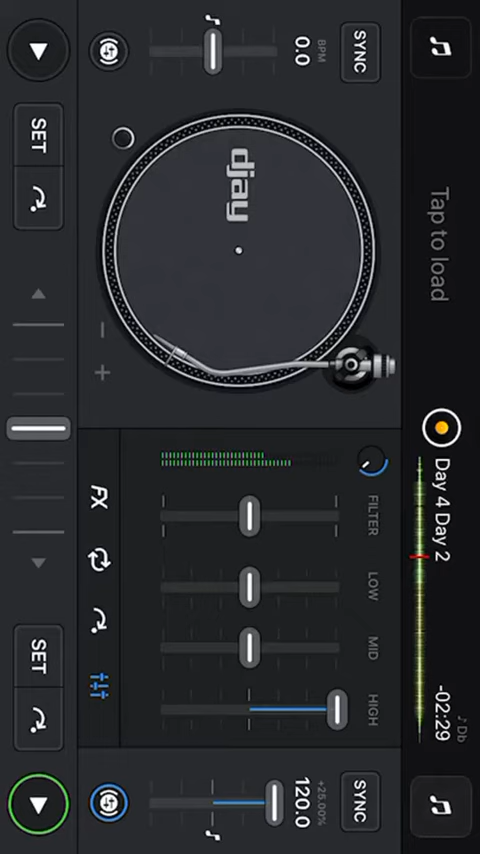 Tap to load
Day 4 Day 2
-02:29
♪ Db
SYNC
BPM
0.0
djay
FILTER
LOW
MID
HIGH
SYNC
+25.00%
120.0
FX
SET
SET